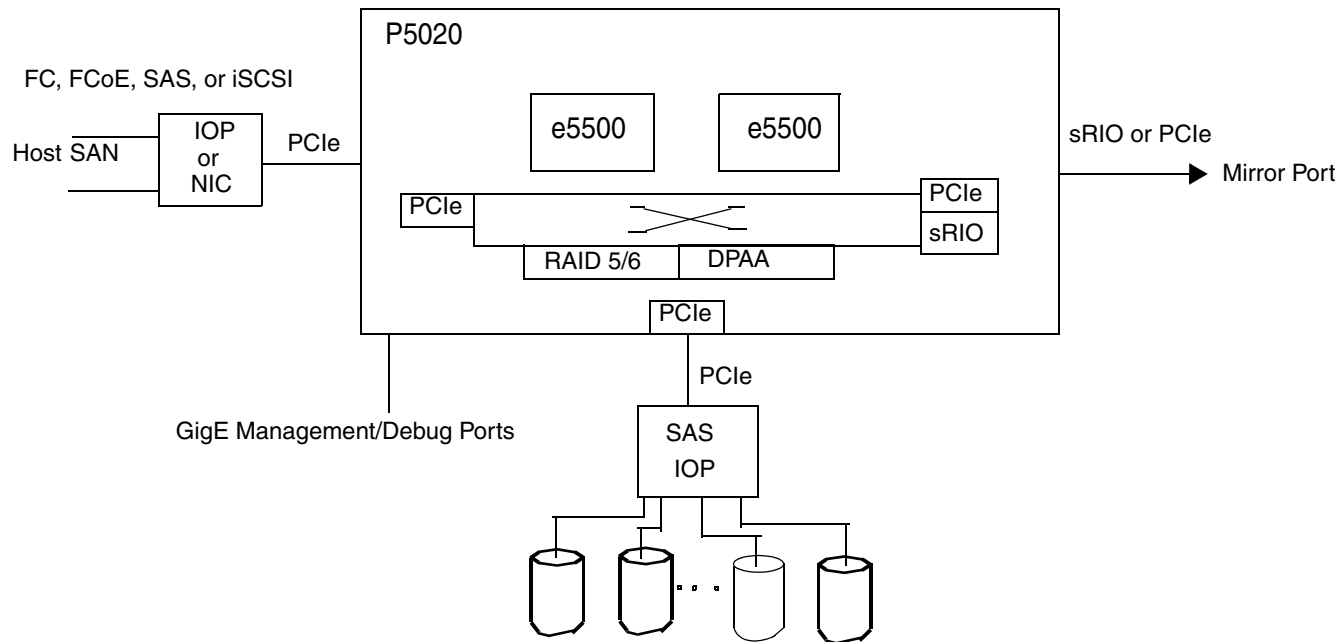 P5020
FC, FCoE, SAS, or iSCSI
e5500
e5500
IOP
or
NIC
Host SAN
PCIe
sRIO or PCIe
Mirror Port
PCIe
PCIe
sRIO
RAID 5/6
DPAA
PCIe
PCIe
GigE Management/Debug Ports
SAS
IOP